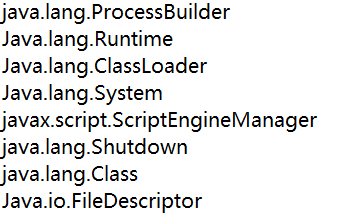 java.lang.ProcessBuilder
Java.lang.Runtime
Java.lang.ClassLoader
Java.lang.System
javax.script.ScriptEngineManager
java.lang.Shutdown
java.lang.Class
Java.io.FileDescriptor